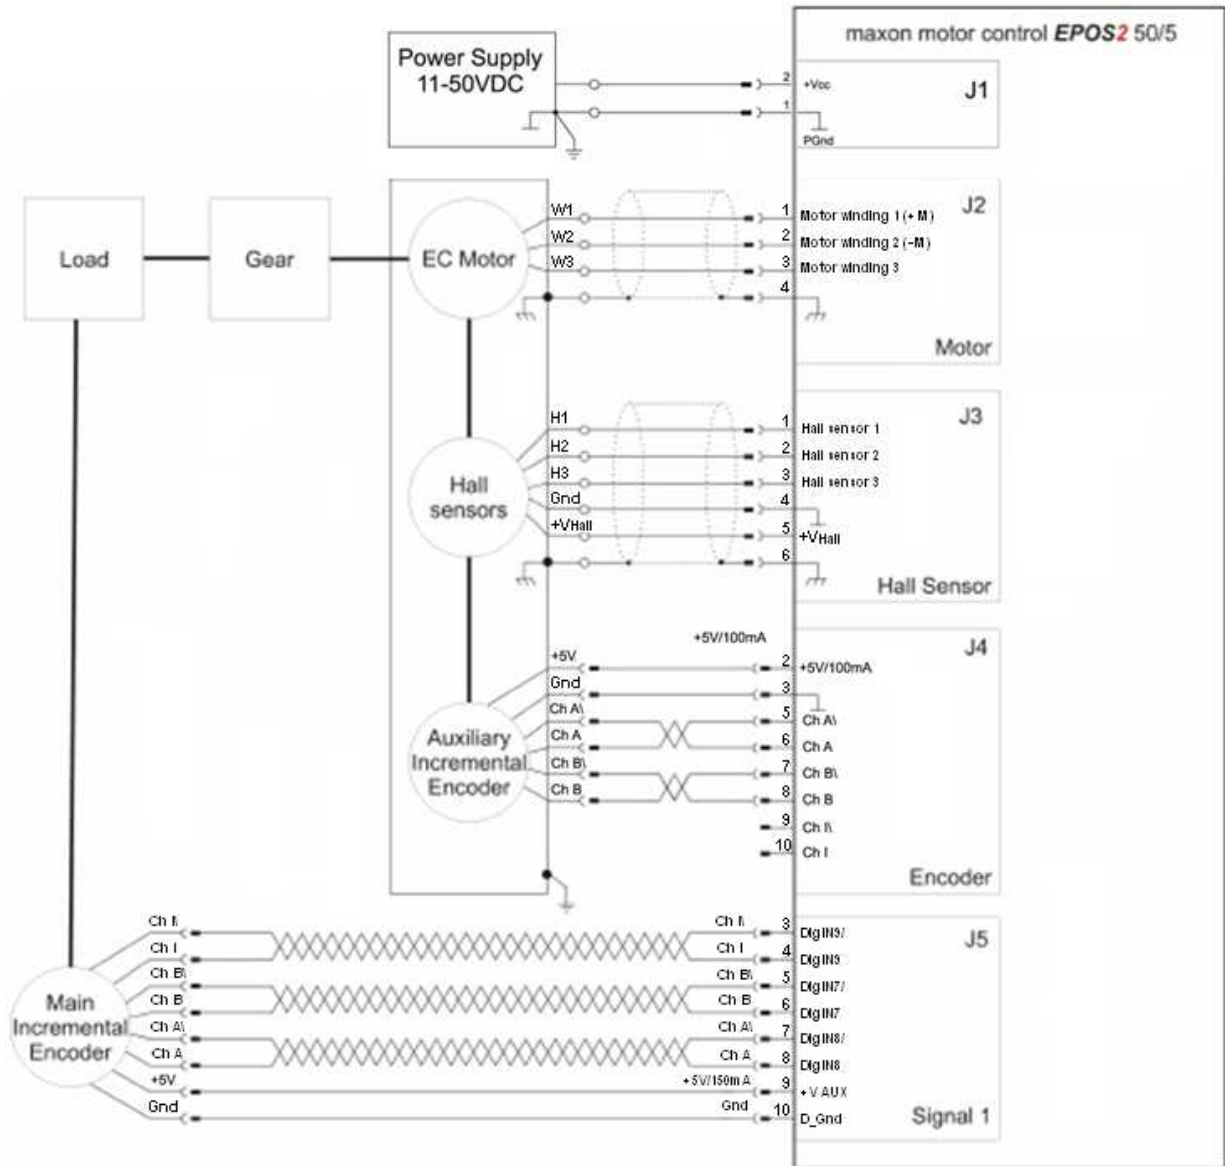 maxon motor control EPOS2 50/5
Power Supply
11-50VDC
2
+Vcc
J1
1
PGnd
J2
W1
1
Motor winding 1 (+ M)
W2
2
Motor winding 2 (-M)
W3
3
Motor winding 3
4
Load
Gear
EC Motor
Motor
J3
H1
1
Hall sensor 1
H2
2
Hall sensor 2
H3
3
Hall sensor 3
Hall
sensors
Gnd
4
+VHall
5
+VHall
6
Hall Sensor
+5V/100mA
J4
+5V
2
+5V/100mA
Gnd
3
Ch A\
5
Ch A\
Ch A
6
Ch A
Auxiliary
Incremental
Encoder
Ch B\
7
Ch B\
Ch B
8
Ch B
9
Ch I\
10
Ch I
Encoder
Ch I\
Ch I\
3
DigIN9/
J5
Ch I
Ch I
4
DigIN9
Ch B\
Ch B\
5
DigIN7/
Ch B
Ch B
6
DigIN7
Main
Incremental
Encoder
Ch A\
Ch A\
7
DigIN8/
Ch A
Ch A
8
DigIN8
+5V
+5V/150mA
9
+V AUX
Gnd
Gnd
10
D_Gnd
Signal 1